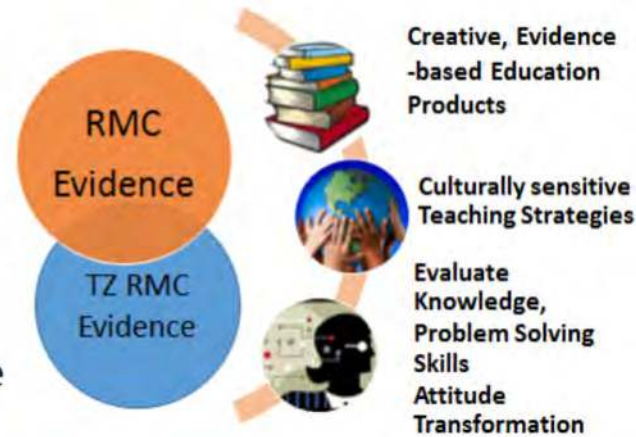 RMC
Evidence
TZ RMC
Evidence
e
Creative, Evidence
-based Education
Products
Culturally sensitive
Teaching Strategies
Evaluate
Knowledge,
Problem Solving
Skills
Attitude
Transformation